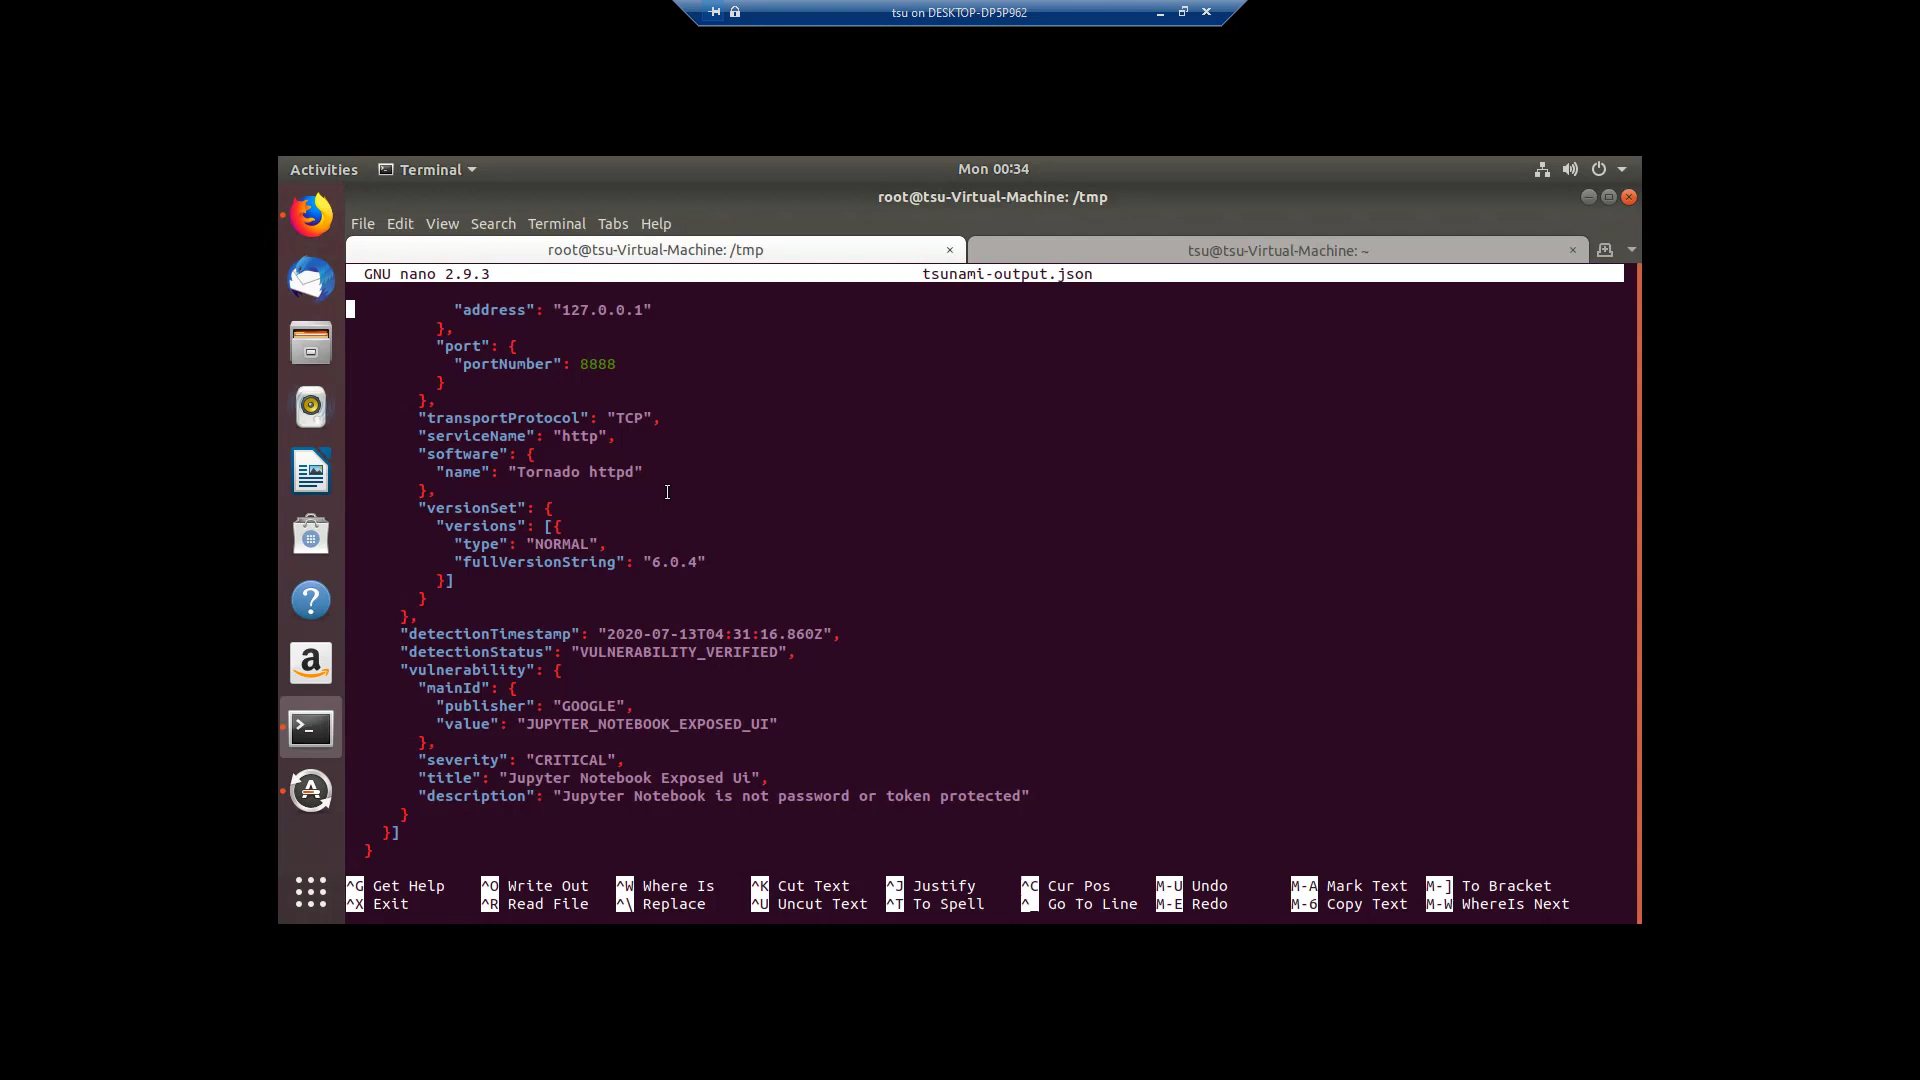 tsu on DESKTOP-DP5P962
Activities Terminal Mon 00:34
root@tsu-Virtual-Machine: /tmp
File Edit View Search Terminal Tabs Help
root@tsu-Virtual-Machine: /tmp × tsu@tsu-Virtual-Machine: ~ ×
GNU nano 2.9.3 tsunami-output.json
"address": "127.0.0.1"
},
"port": {
"portNumber": 8888
}
},
"transportProtocol": "TCP",
"serviceName": "http",
"software": {
"name": "Tornado httpd"
},
"versionSet": {
"versions": [{
"type": "NORMAL",
"fullVersionString": "6.0.4"
}]
}
},
"detectionTimestamp": "2020-07-13T04:31:16.860Z",
"detectionStatus": "VULNERABILITY_VERIFIED",
"vulnerability": {
"mainId": {
"publisher": "GOOGLE",
"value": "JUPYTER_NOTEBOOK_EXPOSED_UI"
},
"severity": "CRITICAL",
"title": "Jupyter Notebook Exposed Ui",
"description": "Jupyter Notebook is not password or token protected"
}
}]
}
^G Get Help ^O Write Out ^W Where Is ^K Cut Text ^J Justify ^C Cur Pos M-U Undo M-A Mark Text M-] To Bracket
^X Exit ^R Read File ^\ Replace ^U Uncut Text ^T To Spell ^_ Go To Line M-E Redo M-6 Copy Text M-W WhereIs Next